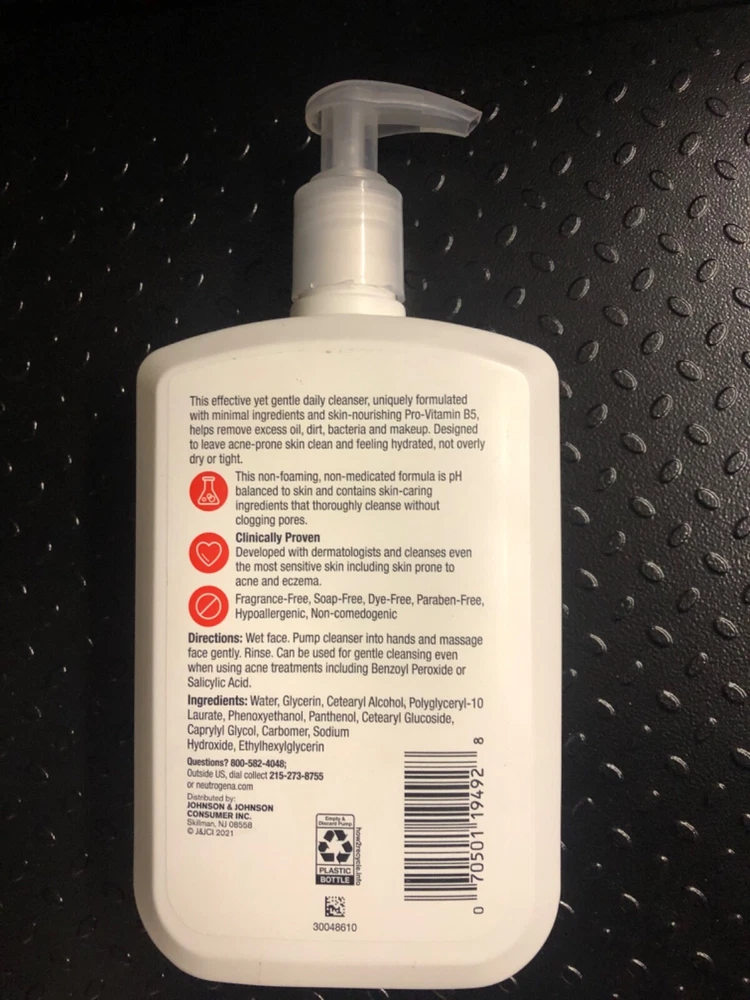 This effective yet gentle daily cleanser, uniquely formulated
with minimal ingredients and skin-nourishing Pro-Vitamin B5,
helps remove excess oil, dirt, bacteria and makeup. Designed
to leave acne-prone skin clean and feeling hydrated, not overly
dry or tight.
This non-foaming, non-medicated formula is pH
balanced to skin and contains skin-caring
ingredients that thoroughly cleanse without
clogging pores.
Clinically Proven
Developed with dermatologists and cleanses even
the most sensitive skin including skin prone to
acne and eczema.
Fragrance-Free, Soap-Free, Dye-Free, Paraben-Free,
Hypoallergenic, Non-comedogenic
Directions: Wet face. Pump cleanser into hands and massage
face gently. Rinse. Can be used for gentle cleansing even
when using acne treatments including Benzoyl Peroxide or
Salicylic Acid.
Ingredients: Water, Glycerin, Cetearyl Alcohol, Polyglyceryl-10
Laurate, Phenoxyethanol, Panthenol, Cetearyl Glucoside,
Caprylyl Glycol, Carbomer, Sodium
Hydroxide, Ethylhexylglycerin
Questions? 800-582-4048;
Outside US, dial collect 215-273-8755
or neutrogena.com
Distributed by:
JOHNSON & JOHNSON
CONSUMER INC.
Skillman, NJ 08558
© J&JCI 2021
Empty &
Discard Pump
PLASTIC
BOTTLE
how2recycle.info
30048610
0 70501 19492 8